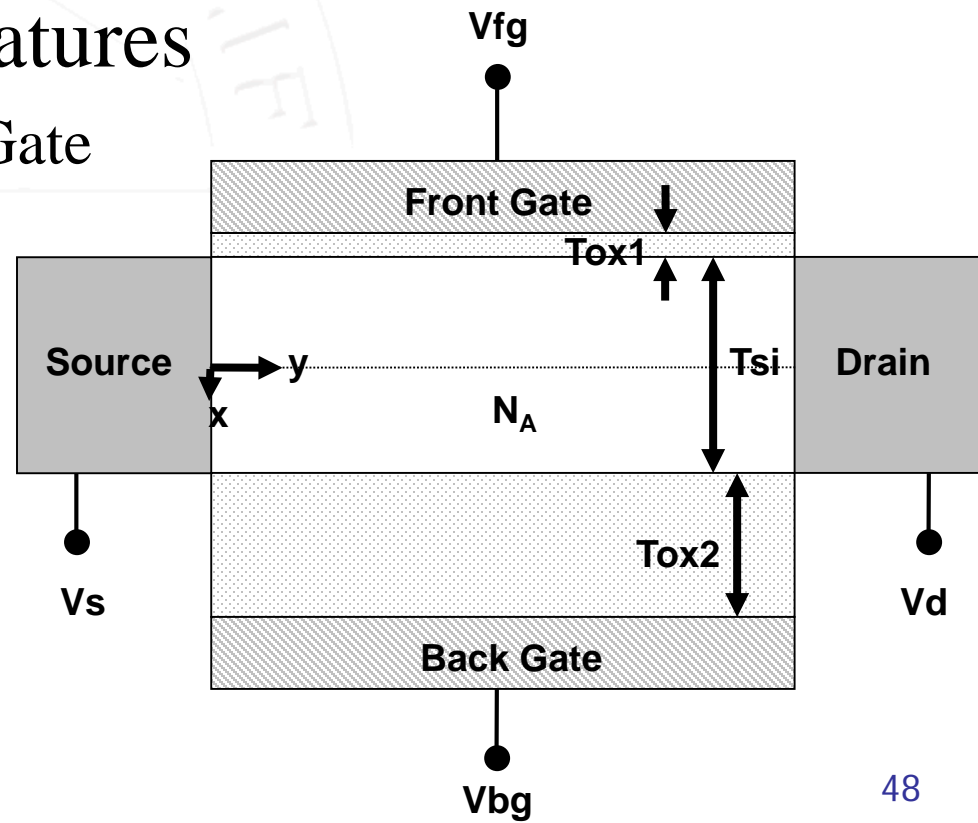 atures
Gate
Vfg
Front Gate
Tox1
Source
y
Tsi
Drain
x
N_A
Tox2
Vs
Vd
Back Gate
Vbg
48